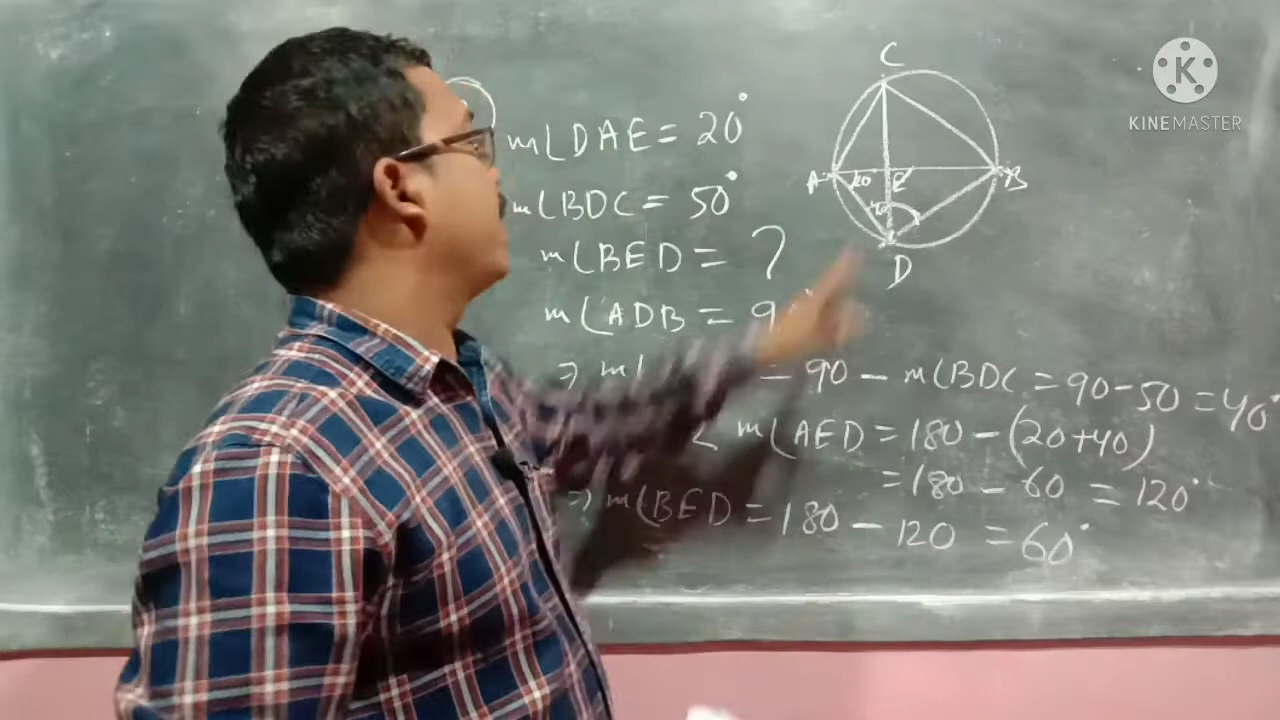 m∠DAE = 20°
m∠BDC = 50°
m∠BED = ?
m∠ADB = 9
⇒ m∠ = 90 - m∠BDC = 90-50 = 40°
m∠AED = 180 - (20+40)
= 180 - 60 = 120°
⇒ m∠BED = 180 - 120 = 60°
C
A 20 E B
40
D
K
KINEMASTER